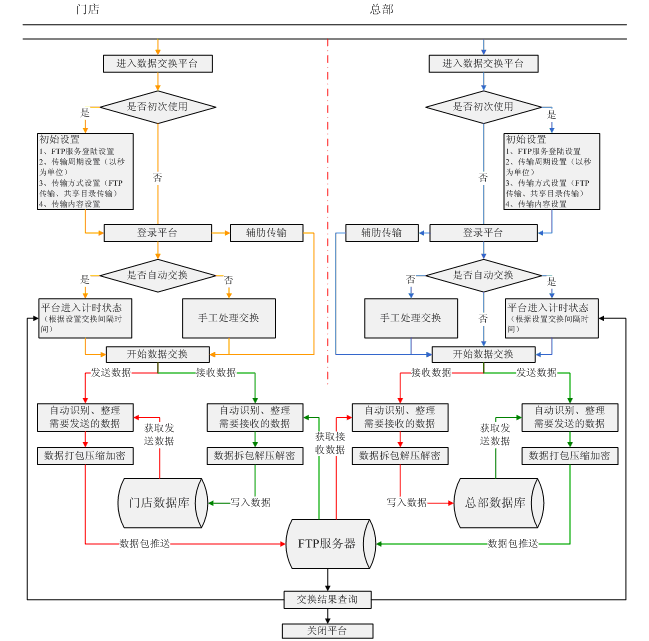 门店
总部
进入数据交换平台
进入数据交换平台
是否初次使用
是否初次使用
是
是
初始设置
1、FTP服务登陆设置
2、传输周期设置（以秒
为单位）
3、传输方式设置（FTP
传输、共享目录传输）
4、传输内容设置
初始设置
1、FTP服务登陆设置
2、传输周期设置（以秒
为单位）
3、传输方式设置（FTP
传输、共享目录传输）
4、传输内容设置
否
否
登录平台
辅助传输
辅助传输
登录平台
是否自动交换
是否自动交换
是
否
否
是
平台进入计时状态
（根据设置交换间隔时
间）
手工处理交换
手工处理交换
否
平台进入计时状态
（根据设置交换间隔时
间）
开始数据交换
开始数据交换
发送数据
接收数据
接收数据
发送数据
自动识别、整理
需要发送的数据
自动识别、整理
需要接收的数据
自动识别、整理
需要接收的数据
自动识别、整理
需要发送的数据
获取发
送数据
获取接
收数据
获取发
送数据
数据打包压缩加密
数据拆包解压解密
数据拆包解压解密
数据打包压缩加密
门店数据库
写入数据
写入数据
总部数据库
数据包推送
FTP服务器
数据包推送
交换结果查询
关闭平台